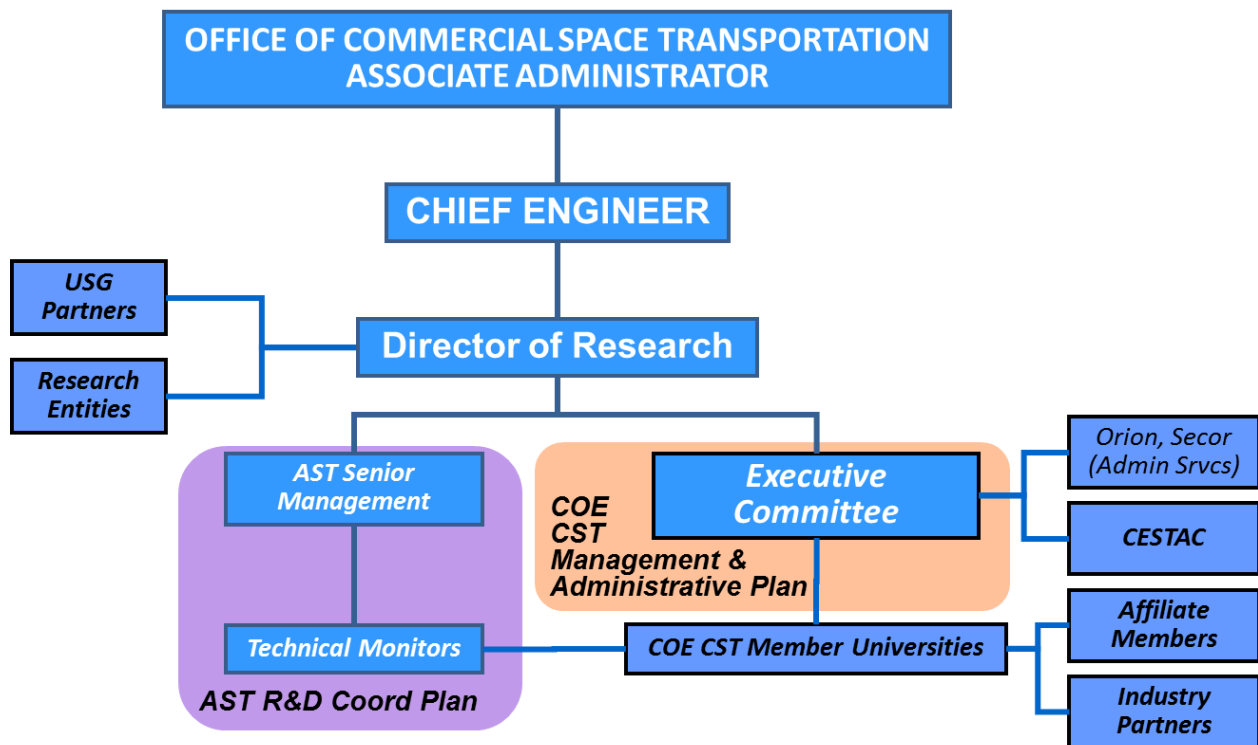 OFFICE OF COMMERCIAL SPACE TRANSPORTATION
ASSOCIATE ADMINISTRATOR
CHIEF ENGINEER
USG
Partners
Director of Research
Research
Entities
AST Senior
Management
Executive
Committee
Orion, Secor
(Admin Srvcs)
COE
CST
Management &
Administrative Plan
CESTAC
Technical Monitors
COE CST Member Universities
Affiliate
Members
AST R&D Coord Plan
Industry
Partners